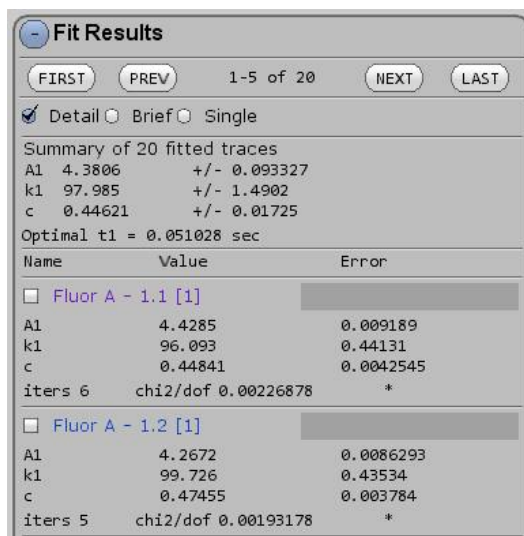 - Fit Results
FIRST PREV 1-5 of 20 NEXT LAST
Detail Brief Single
Summary of 20 fitted traces
A1 4.3806 +/- 0.093327
k1 97.985 +/- 1.4902
c 0.44621 +/- 0.01725
Optimal t1 = 0.051028 sec
Name Value Error
Fluor A - 1.1 [1]
A1 4.4285 0.009189
k1 96.093 0.44131
c 0.44841 0.0042545
iters 6 chi2/dof 0.00226878 *
Fluor A - 1.2 [1]
A1 4.2672 0.0086293
k1 99.726 0.43534
c 0.47455 0.003784
iters 5 chi2/dof 0.00193178 *